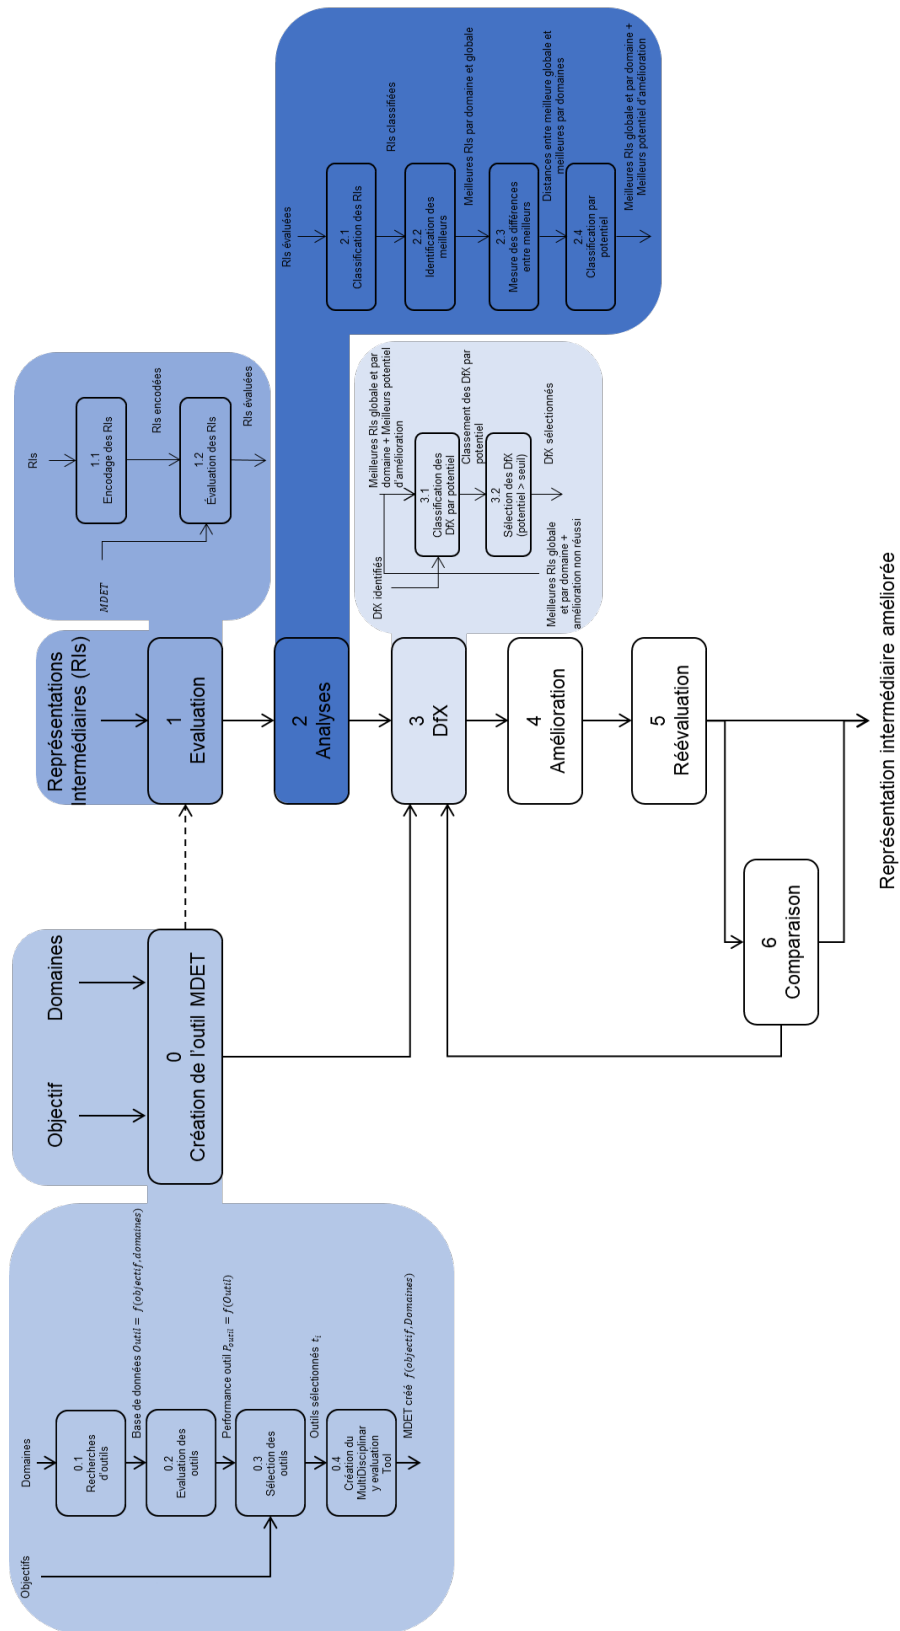 Domaines
Objectifs
0.1
Recherches
d'outils
Base de données Outil = f(objectif,domaines)
0.2
Evaluation des
outils
Performance outil P_outil = f(Outil)
0.3
Sélection des
outils
Outils sélectionnés t_i
0.4
Création du
MultiDisciplinar
y evaluation
Tool
MDET créé f(objectif,Domaines)
Objectif
Domaines
0
Création de l'outil MDET
Représentations
Intermédiaires (RIs)
1
Evaluation
2
Analyses
3
DfX
4
Amélioration
5
Réévaluation
6
Comparaison
Représentation intermédiaire améliorée
RIs
MDET
1.1
Encodage des RIs
RIs encodées
1.2
Évaluation des RIs
RIs évaluées
Meilleures RIs globale et par
domaine + Meilleurs potentiel
d'amélioration
DfX identifiés
3.1
Classification des
DfX par potentiel
Classement des DfX par
potentiel
3.2
Sélection des DfX
(potentiel > seuil)
DfX sélectionnés
Meilleures RIs globale
et par domaine +
amélioration non réussi
RIs évaluées
2.1
Classification des RIs
RIs classifiées
2.2
Identification des
meilleurs
Meilleures RIs par domaine et globale
2.3
Mesure des différences
entre meilleurs
Distances entre meilleure globale et
meilleures par domaines
2.4
Classification par
potentiel
Meilleures RIs globale et par domaine +
Meilleurs potentiel d'amélioration